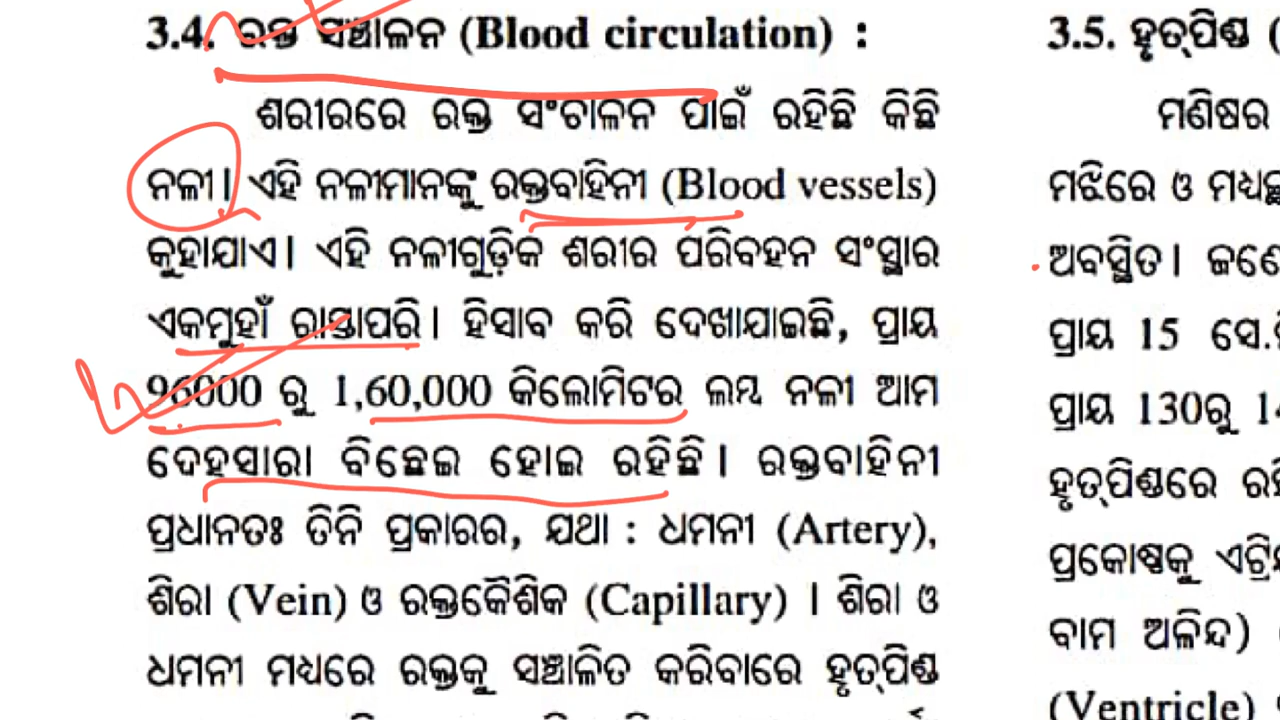 3.4. ରକ୍ତ ସଞ୍ଚାଳନ (Blood circulation) :
ଶରୀରରେ ରକ୍ତ ସଂଚାଳନ ପାଇଁ ରହିଛି କିଛି
ନଳୀ। ଏହି ନଳୀମାନଙ୍କୁ ରକ୍ତବାହିନୀ (Blood vessels)
କୁହାଯାଏ। ଏହି ନଳୀଗୁଡ଼ିକ ଶରୀର ପରିବହନ ସଂସ୍ଥାର
ଏକମୁହାଁ ରାସ୍ତାପରି। ହିସାବ କରି ଦେଖାଯାଇଛି, ପ୍ରାୟ
96000 ରୁ 1,60,000 କିଲୋମିଟର ଲମ୍ବ ନଳୀ ଆମ
ଦେହସାରା ବିଛେଇ ହୋଇ ରହିଛି। ରକ୍ତବାହିନୀ
ପ୍ରଧାନତଃ ତିନି ପ୍ରକାରର, ଯଥା : ଧମନୀ (Artery),
ଶିରା (Vein) ଓ ରକ୍ତକୈଶିକ (Capillary) । ଶିରା ଓ
ଧମନୀ ମଧ୍ୟରେ ରକ୍ତକୁ ସଞ୍ଚାଳିତ କରିବାରେ ହୃତ୍‌ପିଣ୍ଡ
3.5. ହୃତ୍‌ପିଣ୍ଡ (
ମଣିଷର
ମଝିରେ ଓ
ଅବସ୍ଥିତ।
ପ୍ରାୟ 15 ସେ.
ପ୍ରାୟ 130ରୁ
ହୃତ୍‌ପିଣ୍ଡରେ
ପ୍ରକୋଷ୍ଠକୁ
ବାମ ଅଳିନ୍ଦ)
(Ventricle)